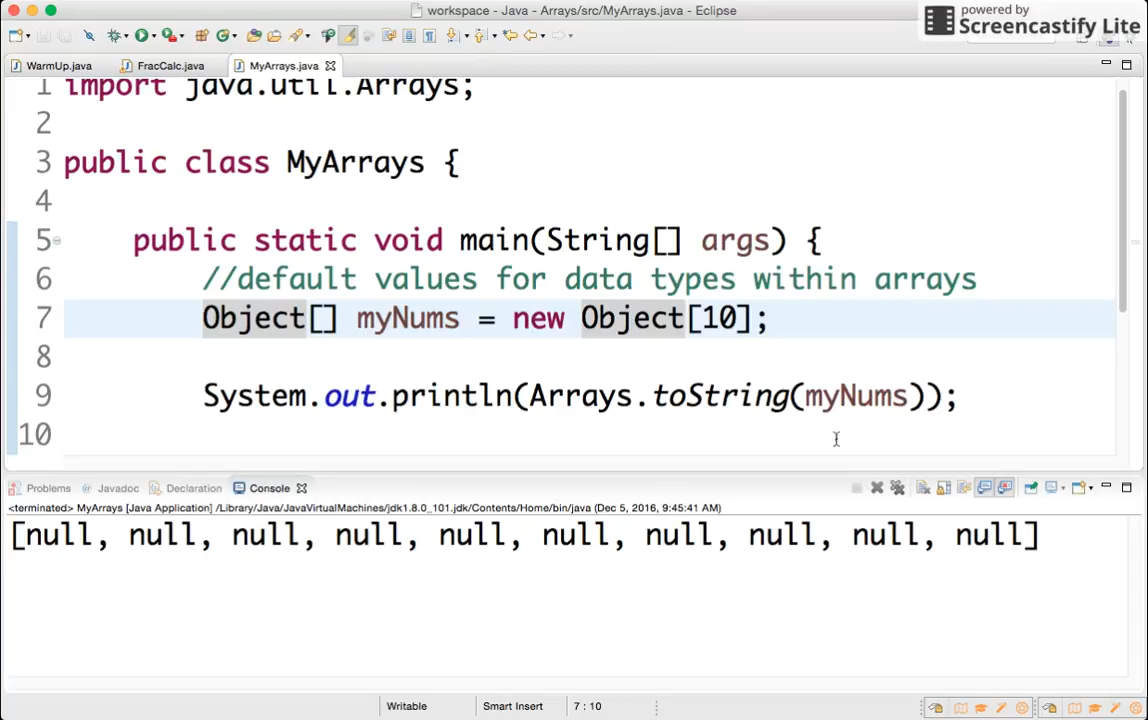 workspace - Java - Arrays/src/MyArrays.java - Eclipse
powered by
Screencastify Lite
WarmUp.java FracCalc.java MyArrays.java
1 import java.util.Arrays;
2
3 public class MyArrays {
4
5 public static void main(String[] args) {
6 //default values for data types within arrays
7 Object[] myNums = new Object[10];
8
9 System.out.println(Arrays.toString(myNums));
10
Problems @ Javadoc Declaration Console
<terminated> MyArrays [Java Application] /Library/Java/JavaVirtualMachines/jdk1.8.0_101.jdk/Contents/Home/bin/java (Dec 5, 2016, 9:45:41 AM)
[null, null, null, null, null, null, null, null, null, null]
Writable Smart Insert 7 : 10